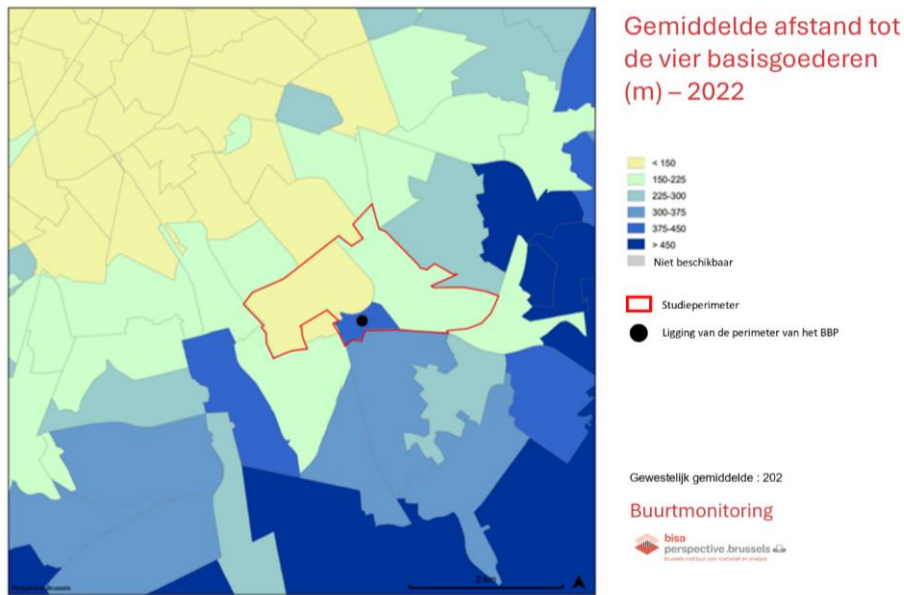 Gemiddelde afstand tot
de vier basisgoederen
(m) – 2022
< 150
150-225
225-300
300-375
375-450
> 450
Niet beschikbaar
Studieperimeter
Ligging van de perimeter van het BBP
Gewestelijk gemiddelde : 202
Buurtmonitoring
bisa
perspective.brussels
brussels instituut voor statistiek en analyse
Perspective.Brussels
2 km